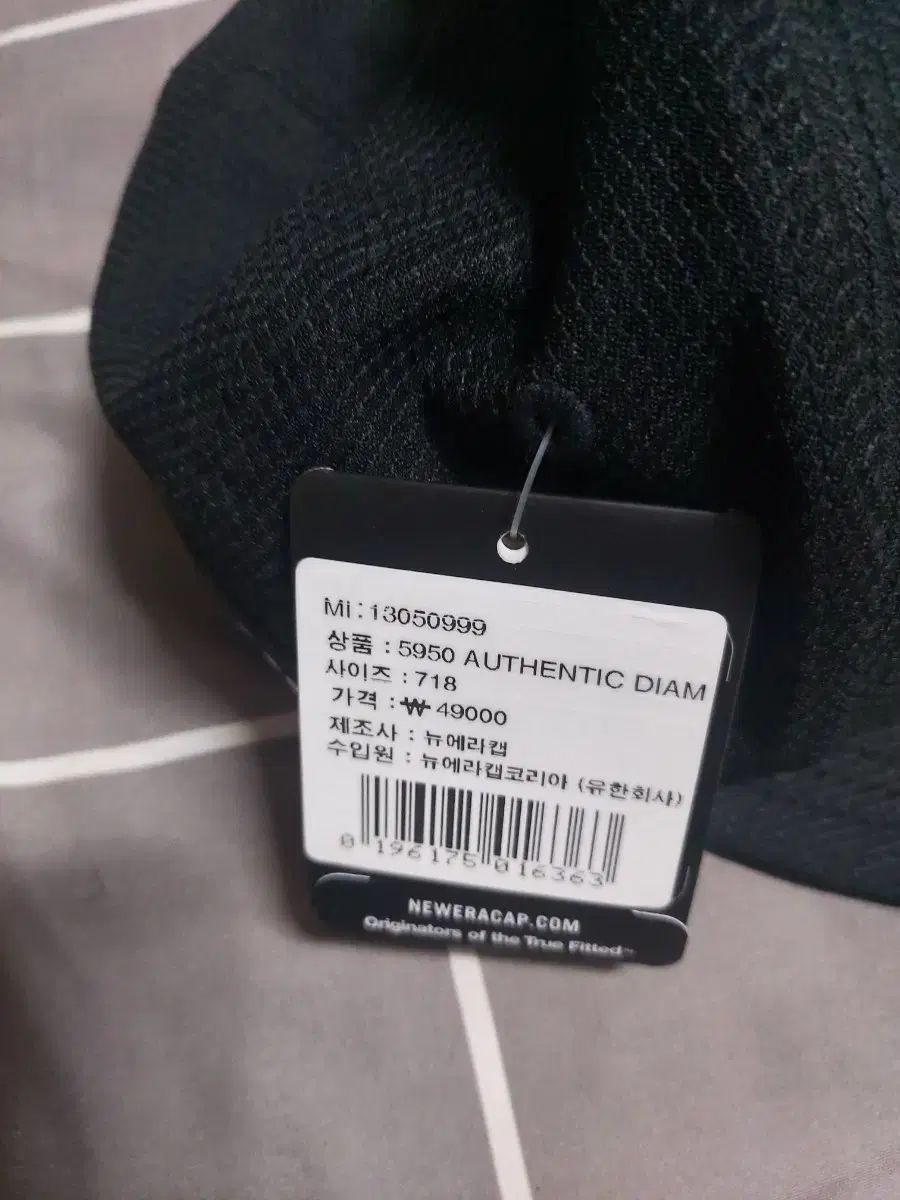 MI : 13050999
상품 : 5950 AUTHENTIC DIAM
사이즈 : 718
가격 : ₩ 49000
제조사 : 뉴에라캡
수입원 : 뉴에라캡코리아 (유한회사)
0 196175 016363
NEWERACAP.COM
Originators of the True Fitted™